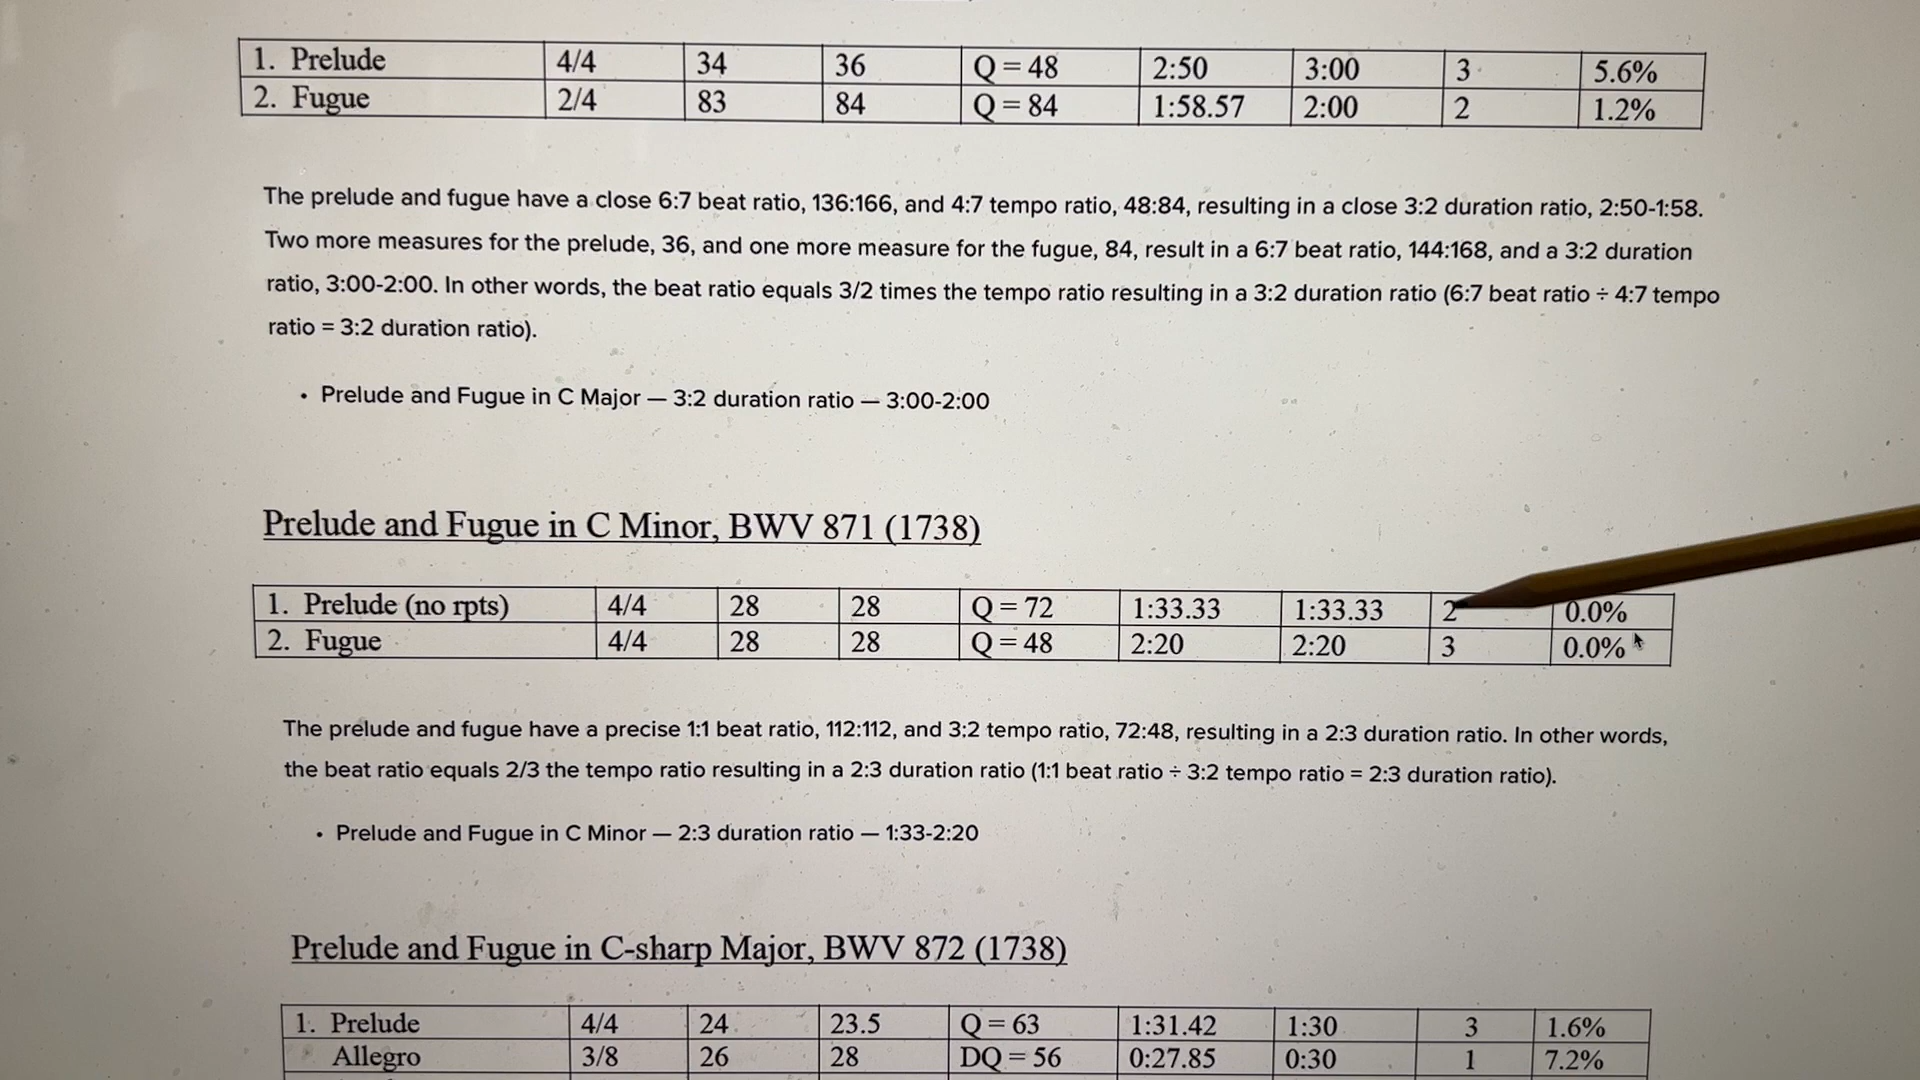 1. Prelude 4/4 34 36 Q = 48 2:50 3:00 3 5.6%
2. Fugue 2/4 83 84 Q = 84 1:58.57 2:00 2 1.2%
The prelude and fugue have a close 6:7 beat ratio, 136:166, and 4:7 tempo ratio, 48:84, resulting in a close 3:2 duration ratio, 2:50-1:58.
Two more measures for the prelude, 36, and one more measure for the fugue, 84, result in a 6:7 beat ratio, 144:168, and a 3:2 duration
ratio, 3:00-2:00. In other words, the beat ratio equals 3/2 times the tempo ratio resulting in a 3:2 duration ratio (6:7 beat ratio ÷ 4:7 tempo
ratio = 3:2 duration ratio).
• Prelude and Fugue in C Major — 3:2 duration ratio — 3:00-2:00
Prelude and Fugue in C Minor, BWV 871 (1738)
1. Prelude (no rpts) 4/4 28 28 Q = 72 1:33.33 1:33.33 2 0.0%
2. Fugue 4/4 28 28 Q = 48 2:20 2:20 3 0.0%
The prelude and fugue have a precise 1:1 beat ratio, 112:112, and 3:2 tempo ratio, 72:48, resulting in a 2:3 duration ratio. In other words,
the beat ratio equals 2/3 the tempo ratio resulting in a 2:3 duration ratio (1:1 beat ratio ÷ 3:2 tempo ratio = 2:3 duration ratio).
• Prelude and Fugue in C Minor — 2:3 duration ratio — 1:33-2:20
Prelude and Fugue in C-sharp Major, BWV 872 (1738)
1. Prelude 4/4 24 23.5 Q = 63 1:31.42 1:30 3 1.6%
Allegro 3/8 26 28 DQ = 56 0:27.85 0:30 1 7.2%